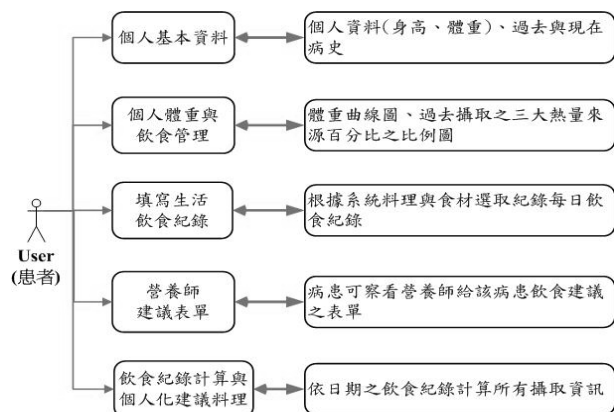 個人基本資料
個人資料(身高、體重)、過去與現在
病史
個人體重與
飲食管理
體重曲線圖、過去攝取之三大熱量來
源百分比之比例圖
填寫生活
飲食紀錄
根據系統料理與食材選取紀錄每日飲
食紀錄
User
(患者)
營養師
建議表單
病患可察看營養師給該病患飲食建議
之表單
飲食紀錄計算與
個人化建議料理
依日期之飲食紀錄計算所有攝取資訊